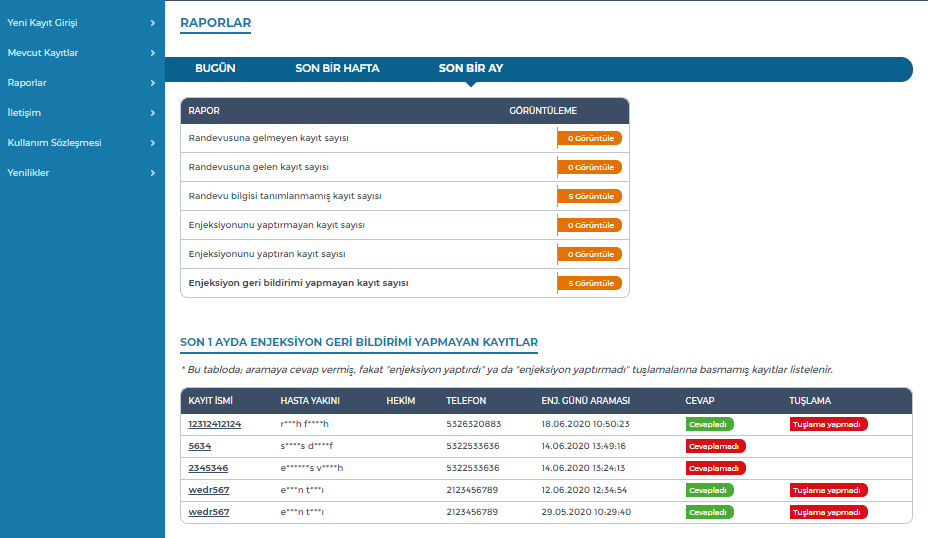 Yeni Kayıt Girişi
Mevcut Kayıtlar
Raporlar
İletişim
Kullanım Sözleşmesi
Yenilikler
RAPORLAR
BUGÜN SON BİR HAFTA SON BİR AY
RAPOR GÖRÜNTÜLEME
Randevusuna gelmeyen kayıt sayısı 0 Görüntüle
Randevusuna gelen kayıt sayısı 0 Görüntüle
Randevu bilgisi tanımlanmamış kayıt sayısı 5 Görüntüle
Enjeksiyonunu yaptırmayan kayıt sayısı 0 Görüntüle
Enjeksiyonunu yaptıran kayıt sayısı 0 Görüntüle
Enjeksiyon geri bildirimi yapmayan kayıt sayısı 5 Görüntüle
SON 1 AYDA ENJEKSİYON GERİ BİLDİRİMİ YAPMAYAN KAYITLAR
* Bu tabloda; aramaya cevap vermiş, fakat "enjeksiyon yaptırdı" ya da "enjeksiyon yaptırmadı" tuşlamalarına basmamış kayıtlar listelenir.
KAYIT İSMİ HASTA YAKINI HEKİM TELEFON ENJ. GÜNÜ ARAMASI CEVAP TUŞLAMA
12312412124 r***h f****h 5326320883 18.06.2020 10:50:23 Cevapladı Tuşlama yapmadı
5634 s****s d****f 5322533636 14.06.2020 13:49:16 Cevaplamadı
2345346 e******s v****h 5322533636 14.06.2020 13:24:13 Cevaplamadı
wedr567 e***n t***ı 2123456789 12.06.2020 12:34:54 Cevapladı Tuşlama yapmadı
wedr567 e***n t***ı 2123456789 29.05.2020 10:29:40 Cevapladı Tuşlama yapmadı